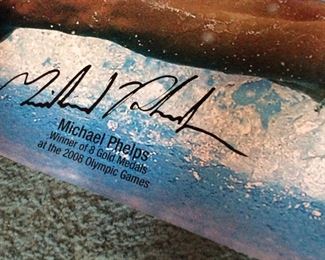 Michael Phelps
Winner of 8 Gold Medals
at the 2008 Olympic Games